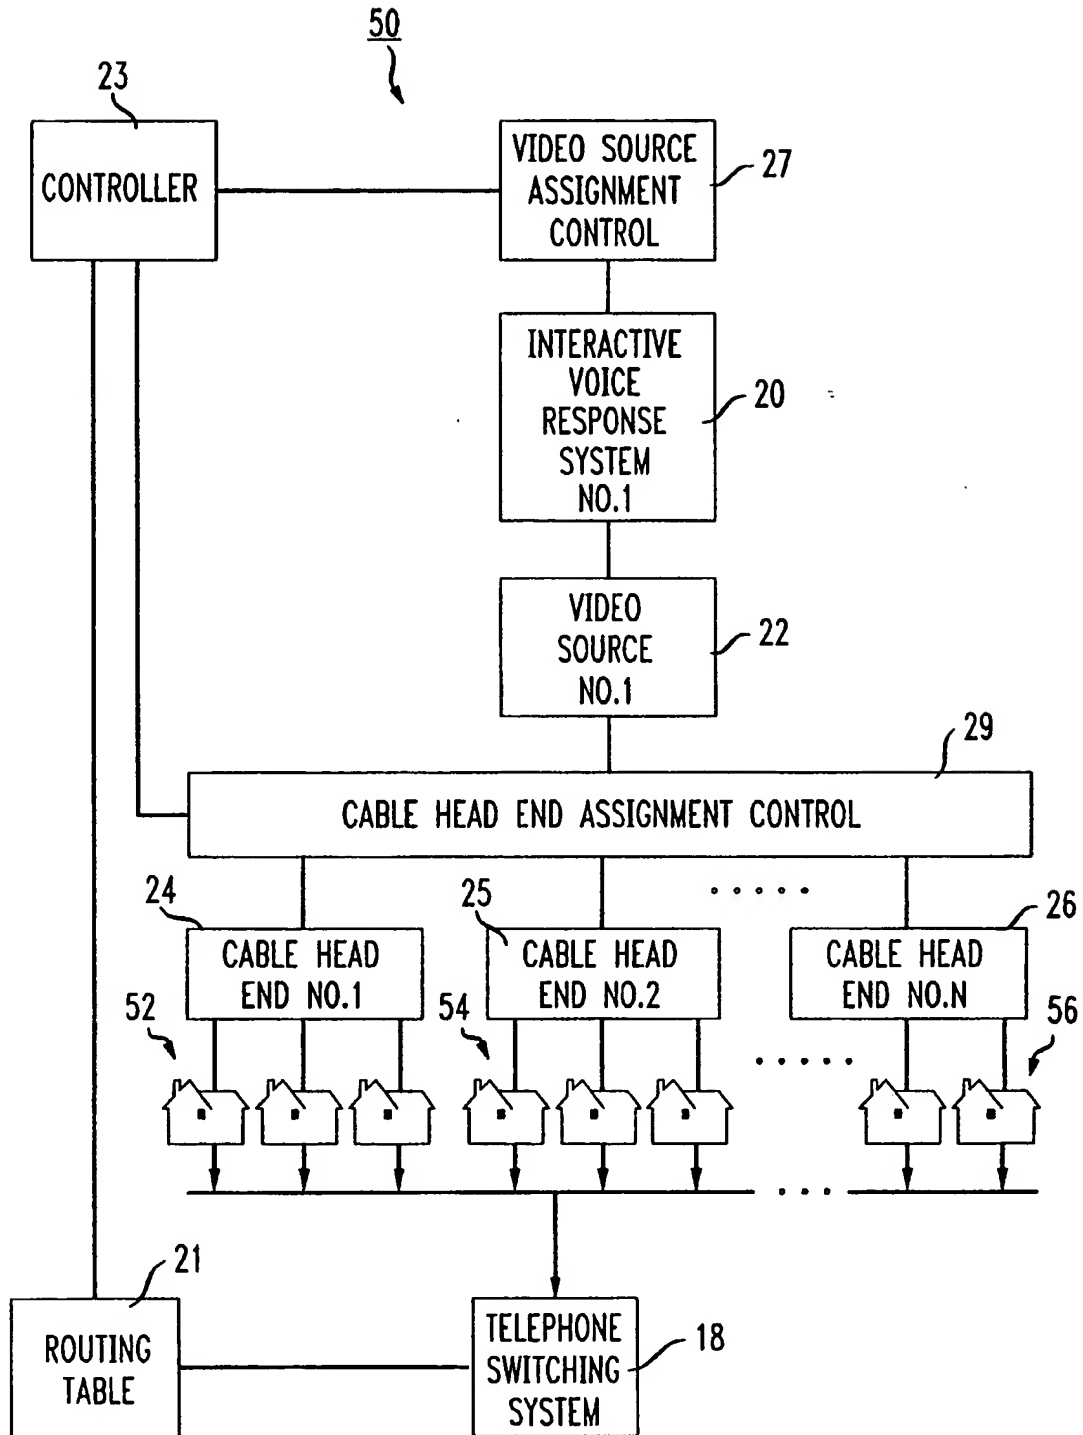 50
23
CONTROLLER
VIDEO SOURCE
ASSIGNMENT
CONTROL
27
INTERACTIVE
VOICE
RESPONSE
SYSTEM
NO.1
20
VIDEO
SOURCE
NO.1
22
29
CABLE HEAD END ASSIGNMENT CONTROL
24
CABLE HEAD
END NO.1
25
CABLE HEAD
END NO.2
26
CABLE HEAD
END NO.N
52
54
56
21
ROUTING
TABLE
TELEPHONE
SWITCHING
SYSTEM
18